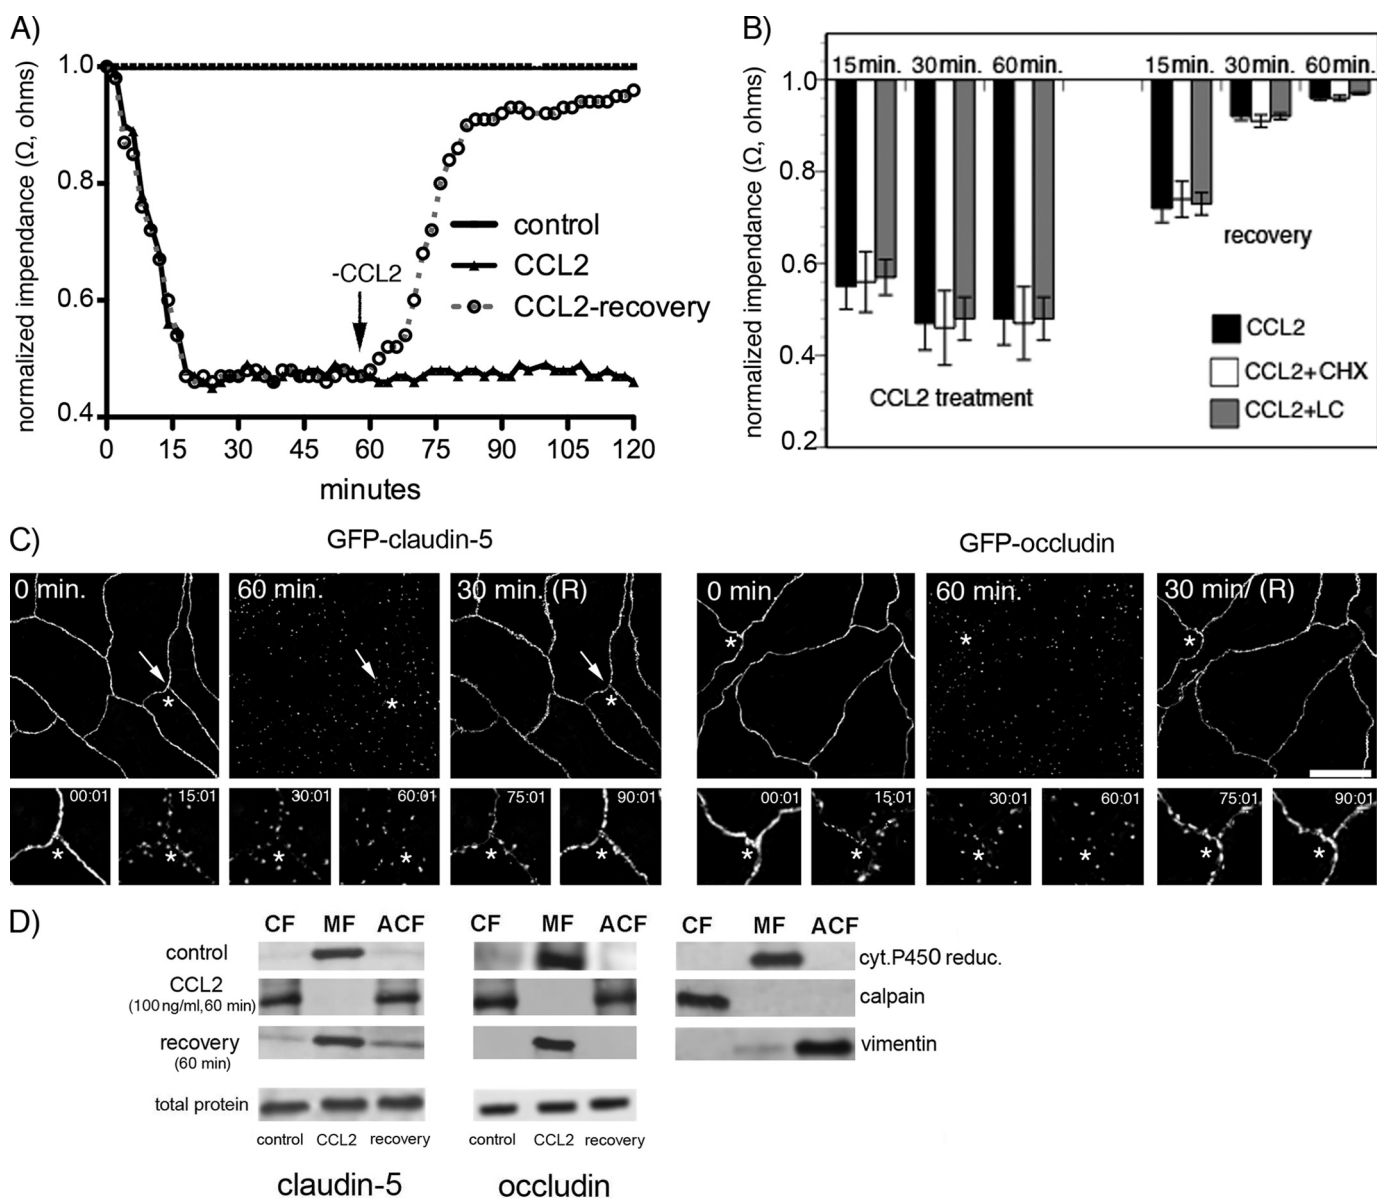 A)
normalized impendance (Ω, ohms)
1.0
0.8
0.6
0.4
0 15 30 45 60 75 90 105 120
minutes
-CCL2
control
CCL2
CCL2-recovery
B)
normalized impedance (Ω, ohms)
15min. 30min. 60min. 15min. 30min. 60min.
1.0
0.8
0.6
0.4
0.2
CCL2 treatment
recovery
CCL2
CCL2+CHX
CCL2+LC
C)
GFP-claudin-5
0 min. 60 min. 30 min. (R)
* * *
00:01 15:01 30:01 60:01 75:01 90:01
* * * * * *
GFP-occludin
0 min. 60 min. 30 min. (R)
* * *
00:01 15:01 30:01 60:01 75:01 90:01
* * * * * *
D)
CF MF ACF CF MF ACF CF MF ACF
control
CCL2
(100 ng/ml,60 min)
recovery
(60 min)
total protein
cyt.P450 reduc.
calpain
vimentin
control CCL2 recovery control CCL2 recovery
claudin-5 occludin